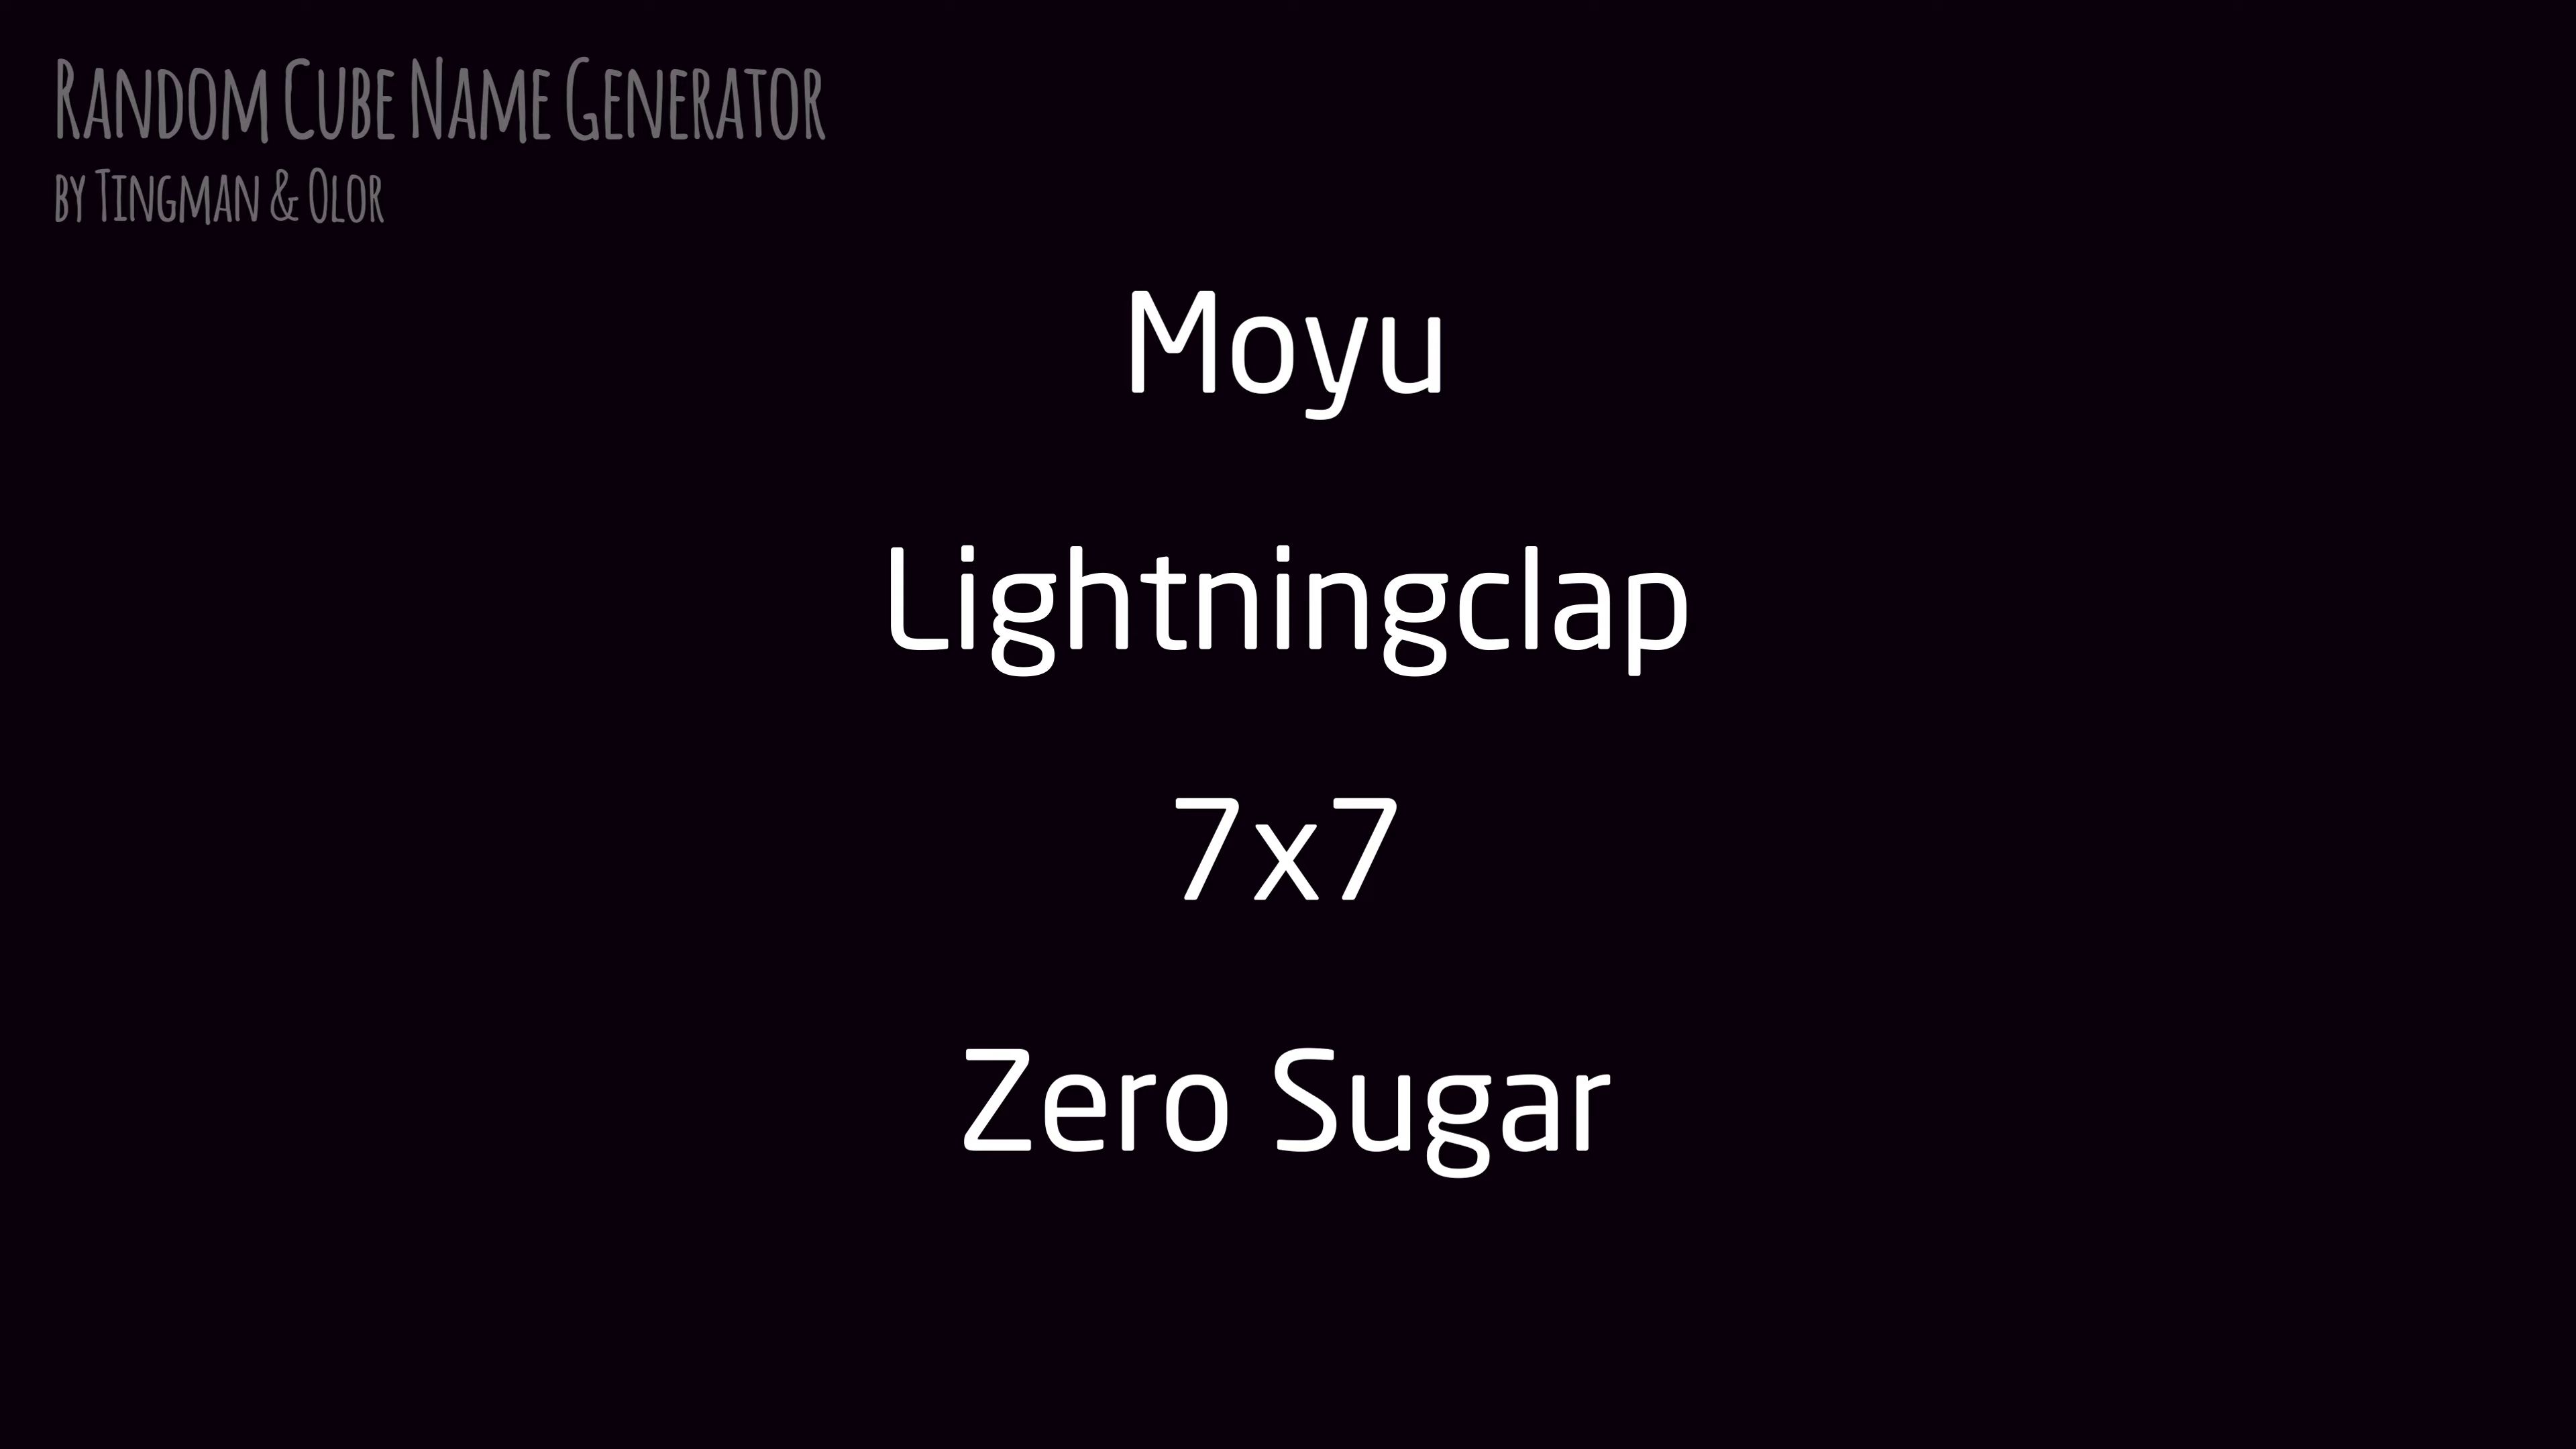 Random Cube Name Generator
by Tingman & Olor
Moyu
Lightningclap
7x7
Zero Sugar